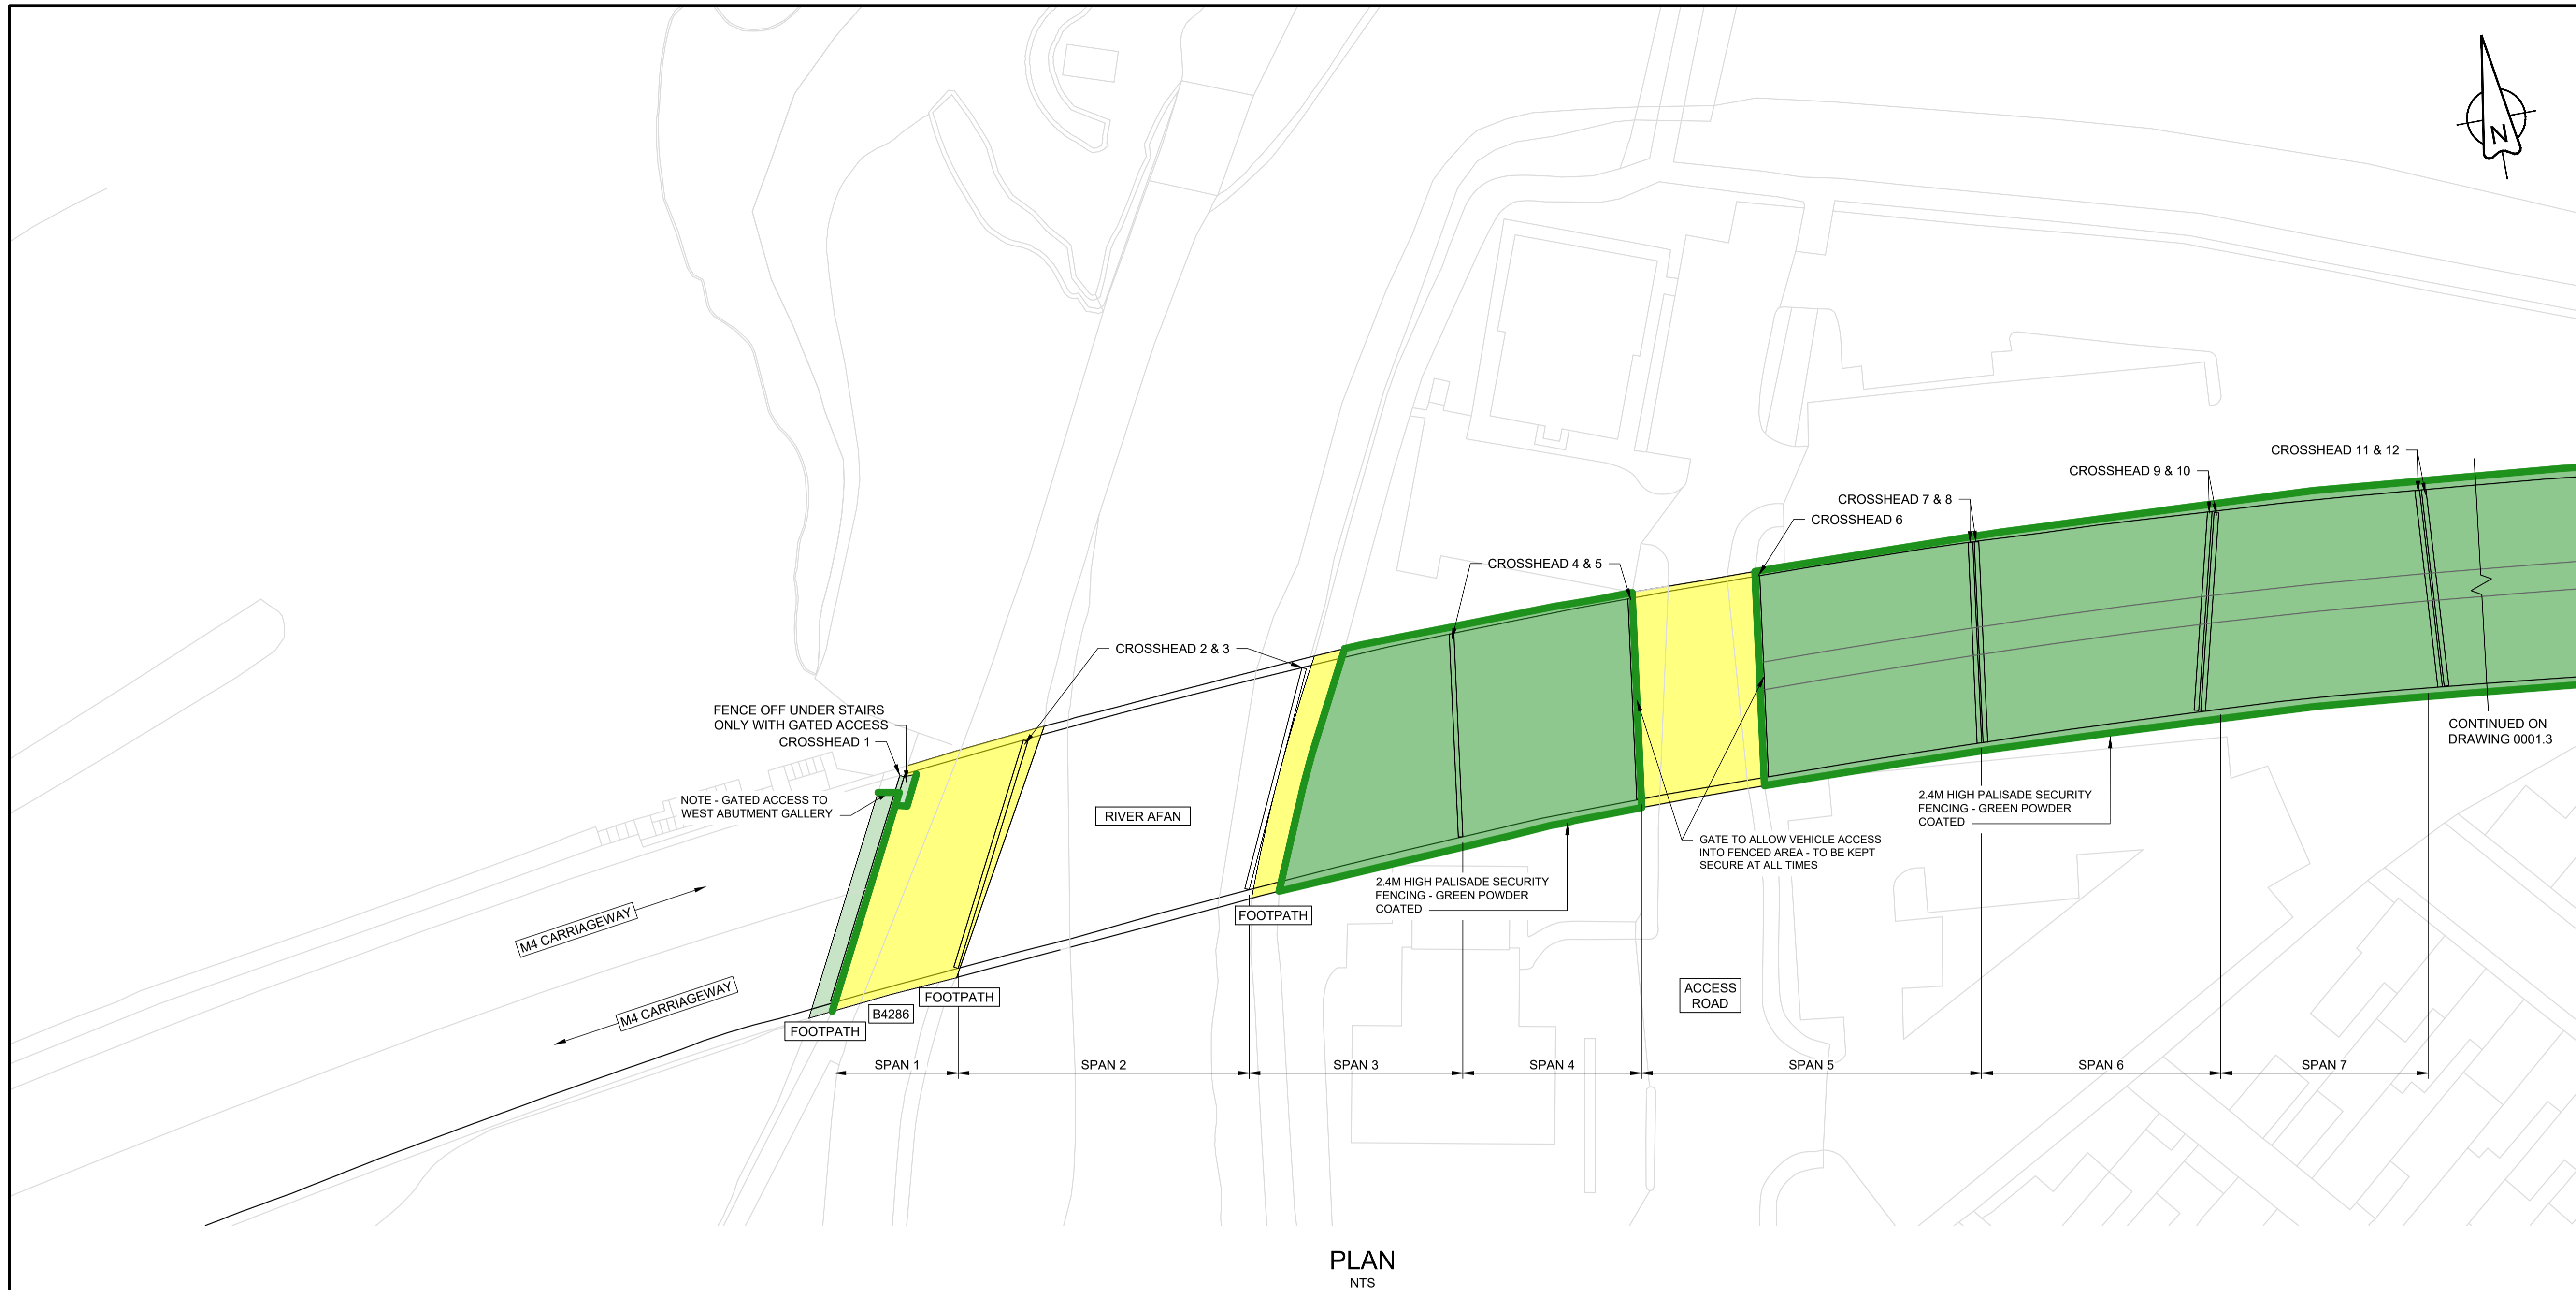 N
CROSSHEAD 11 & 12
CROSSHEAD 9 & 10
CROSSHEAD 7 & 8
CROSSHEAD 6
CROSSHEAD 4 & 5
CROSSHEAD 2 & 3
FENCE OFF UNDER STAIRS
ONLY WITH GATED ACCESS
CROSSHEAD 1
NOTE - GATED ACCESS TO
WEST ABUTMENT GALLERY
RIVER AFAN
CONTINUED ON
DRAWING 0001.3
2.4M HIGH PALISADE SECURITY
FENCING - GREEN POWDER
COATED
GATE TO ALLOW VEHICLE ACCESS
INTO FENCED AREA - TO BE KEPT
SECURE AT ALL TIMES
2.4M HIGH PALISADE SECURITY
FENCING - GREEN POWDER
COATED
M4 CARRIAGEWAY
M4 CARRIAGEWAY
FOOTPATH
FOOTPATH
B4286
FOOTPATH
ACCESS
ROAD
SPAN 1
SPAN 2
SPAN 3
SPAN 4
SPAN 5
SPAN 6
SPAN 7
PLAN
NTS